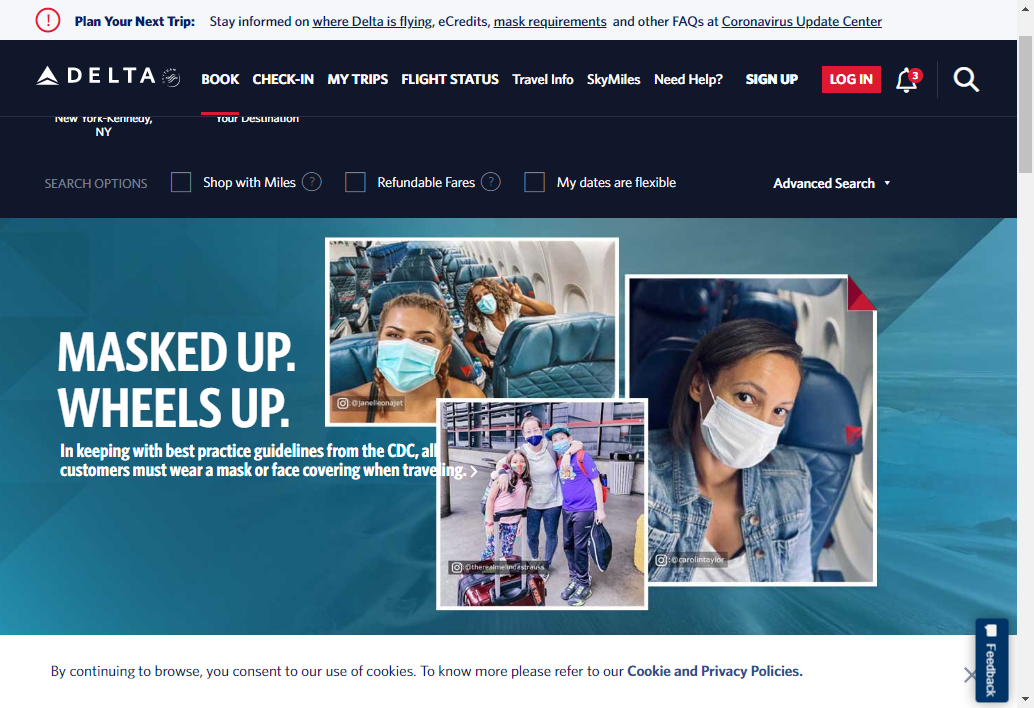 Plan Your Next Trip: Stay informed on where Delta is flying, eCredits, mask requirements and other FAQs at Coronavirus Update Center
DELTA BOOK CHECK-IN MY TRIPS FLIGHT STATUS Travel Info SkyMiles Need Help? SIGN UP LOG IN 3
New York-Kennedy, NY
Your Destination
SEARCH OPTIONS Shop with Miles ? Refundable Fares ? My dates are flexible Advanced Search
MASKED UP.
WHEELS UP.
In keeping with best practice guidelines from the CDC, all
customers must wear a mask or face covering when traveling.
@janelleonajet
@therealmelindastrauss
@carolintaylor
By continuing to browse, you consent to our use of cookies. To know more please refer to our Cookie and Privacy Policies.
Feedback